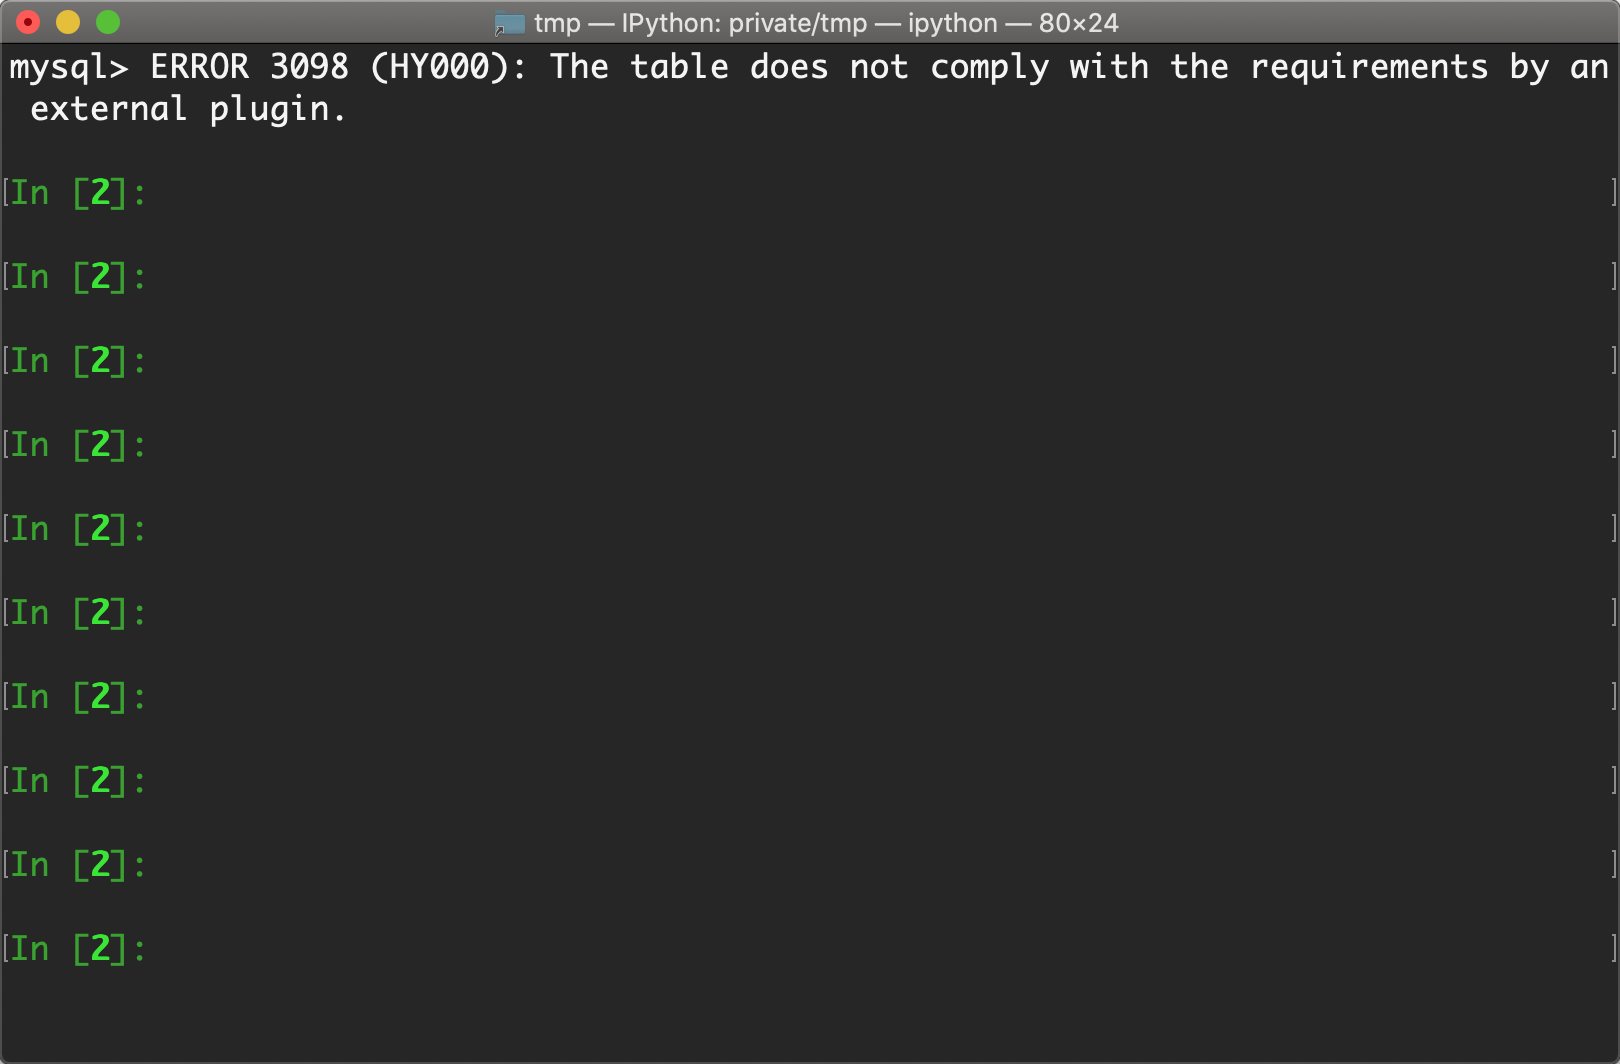 tmp — IPython: private/tmp — ipython — 80×24
mysql> ERROR 3098 (HY000): The table does not comply with the requirements by an
external plugin.
[In [2]: ]
[In [2]: ]
[In [2]: ]
[In [2]: ]
[In [2]: ]
[In [2]: ]
[In [2]: ]
[In [2]: ]
[In [2]: ]
[In [2]: ]